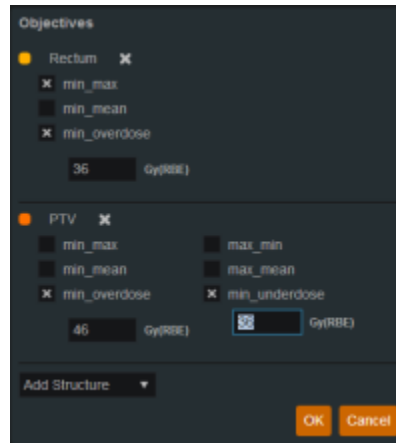 Objectives
Rectum
min_max
min_mean
min_overdose
36 Gy(RBE)
PTV
min_max max_min
min_mean max_mean
min_overdose min_underdose
46 Gy(RBE) Gy(RBE)
Add Structure
OK Cancel